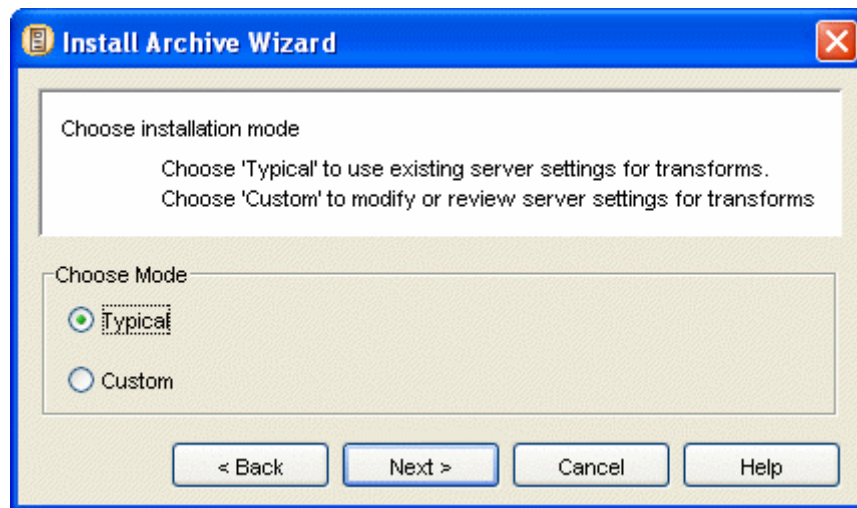 Install Archive Wizard
Choose installation mode
Choose 'Typical' to use existing server settings for transforms.
Choose 'Custom' to modify or review server settings for transforms
Choose Mode
Typical
Custom
< Back
Next >
Cancel
Help